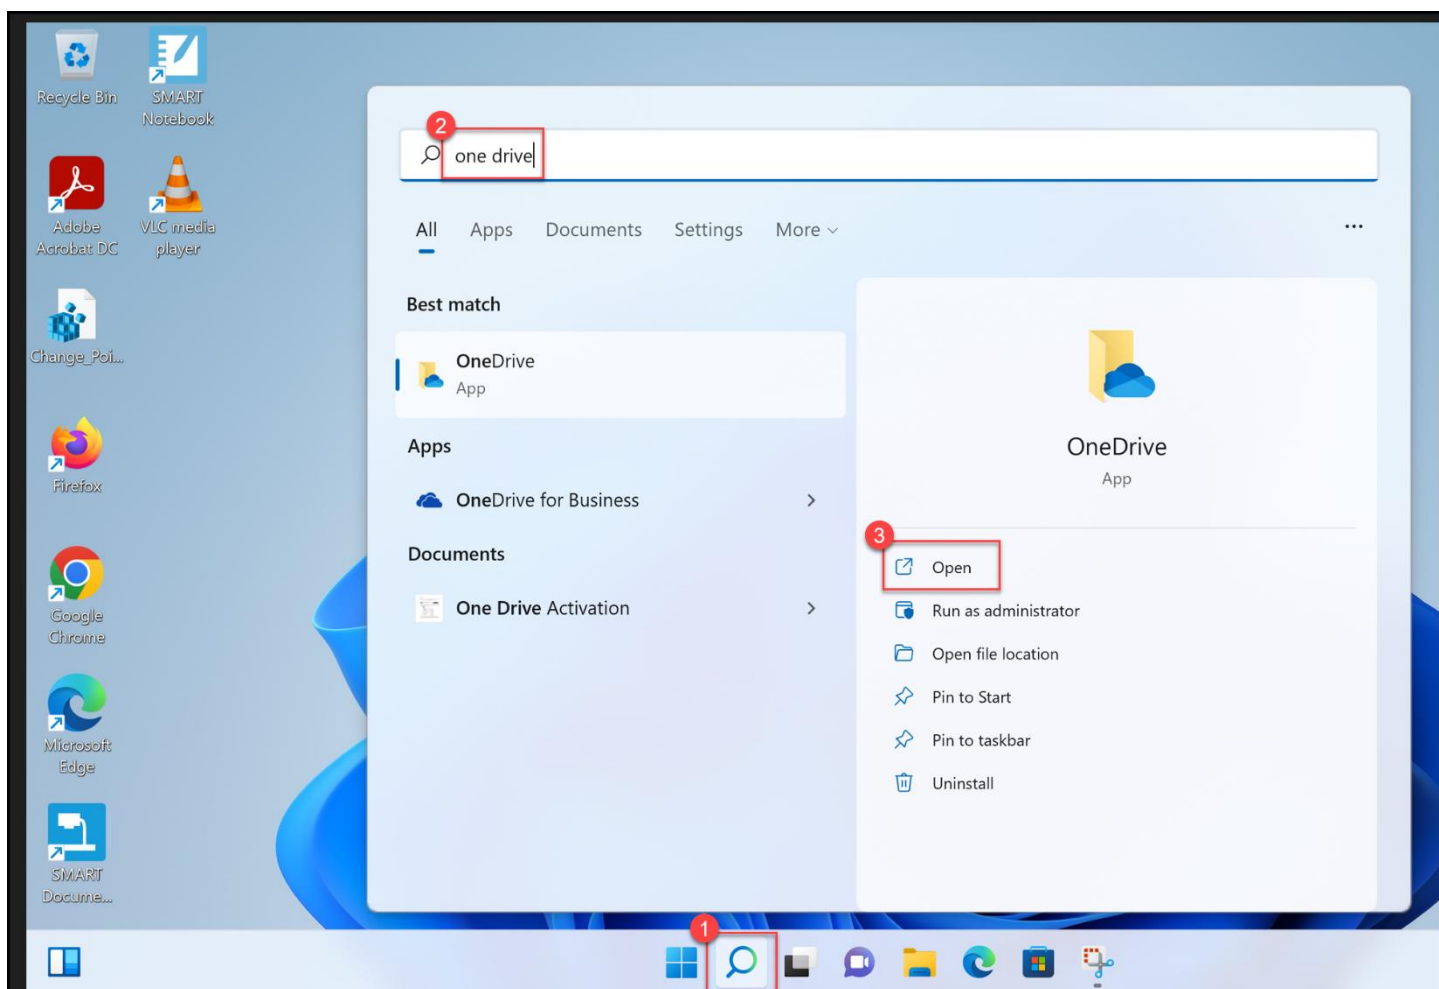 Recycle Bin
SMART
Notebook
Adobe
Acrobat DC
VLC media
player
Change_Poi...
Firefox
Google
Chrome
Microsoft
Edge
SMART
Docume...
2
one drive
All Apps Documents Settings More
Best match
OneDrive
App
Apps
OneDrive for Business
Documents
One Drive Activation
OneDrive
App
3
Open
Run as administrator
Open file location
Pin to Start
Pin to taskbar
Uninstall
1